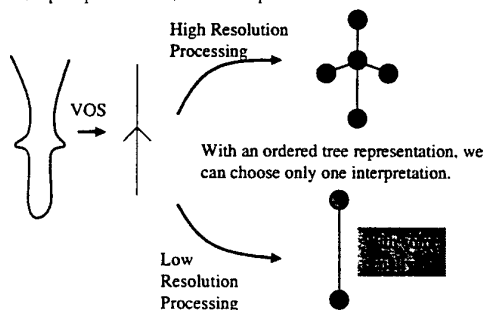 High Resolution
Processing
VOS
With an ordered tree representation, we
can choose only one interpretation.
Low
Resolution
Processing